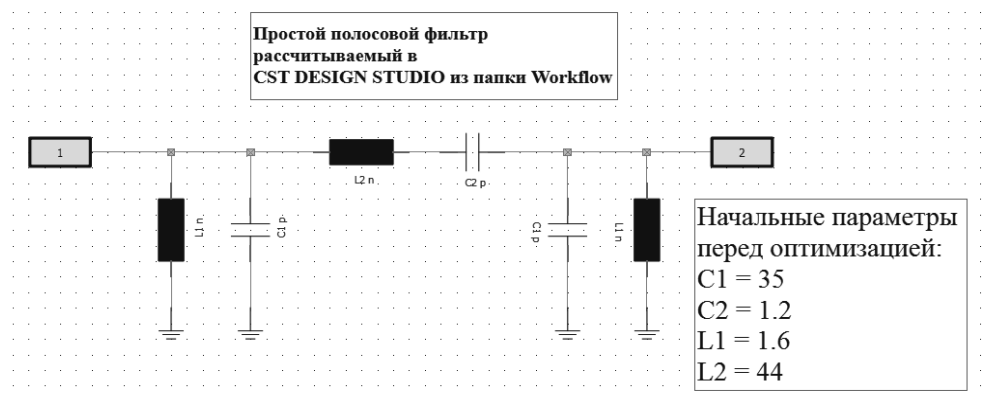 Простой полосовой фильтр
рассчитываемый в
CST DESIGN STUDIO из папки Workflow
1
2
L2 n
C2 p
L1 n
C1 p
C1 p
L1 n
Начальные параметры
перед оптимизацией:
C1 = 35
C2 = 1.2
L1 = 1.6
L2 = 44